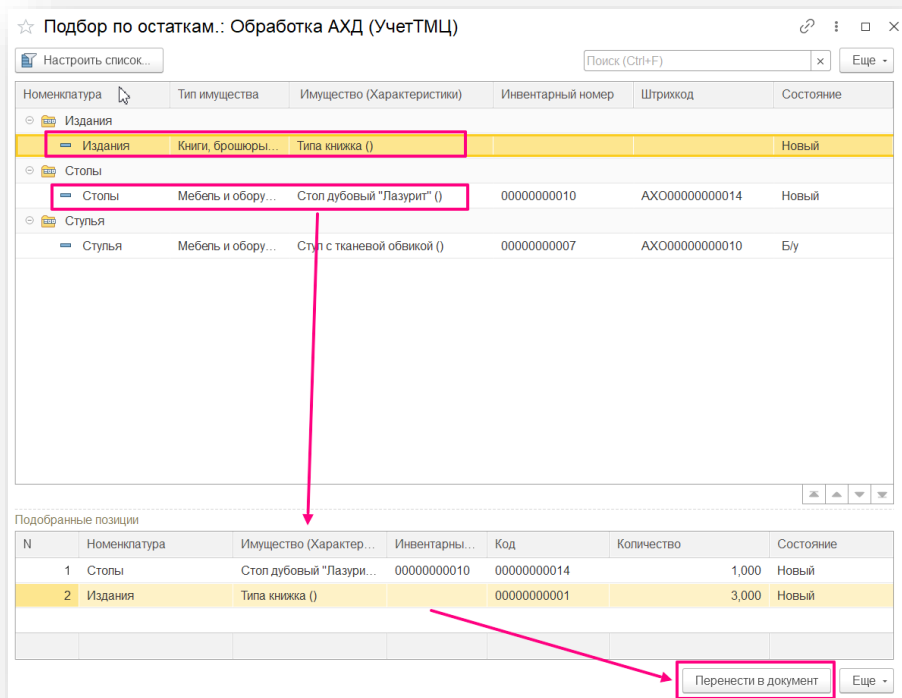 Подбор по остаткам.: Обработка АХД (УчетТМЦ)
Настроить список... Поиск (Ctrl+F) × Еще
Номенклатура Тип имущества Имущество (Характеристики) Инвентарный номер Штрихкод Состояние
Издания
Издания Книги, брошюры... Типа книжка () Новый
Столы
Столы Мебель и обору... Стол дубовый "Лазурит" () 00000000010 АХО00000000014 Новый
Стулья
Стулья Мебель и обору... Стул с тканевой обвикой () 00000000007 АХО00000000010 Б/у
Подобранные позиции
N Номенклатура Имущество (Характер... Инвентарны... Код Количество Состояние
1 Столы Стол дубовый "Лазури... 00000000010 00000000014 1,000 Новый
2 Издания Типа книжка () 00000000001 3,000 Новый
Перенести в документ Еще